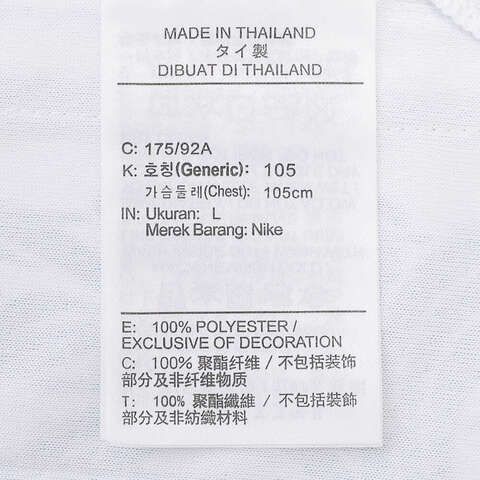 MADE IN THAILAND
タイ製
DIBUAT DI THAILAND
C: 175/92A
K: 호칭(Generic): 105
가슴둘레(Chest): 105cm
IN: Ukuran: L
Merek Barang: Nike
E: 100% POLYESTER /
EXCLUSIVE OF DECORATION
C: 100% 聚酯纤维 / 不包括装饰
部分及非纤维物质
T: 100% 聚酯纖維 / 不包括裝飾
部分及非紡織材料